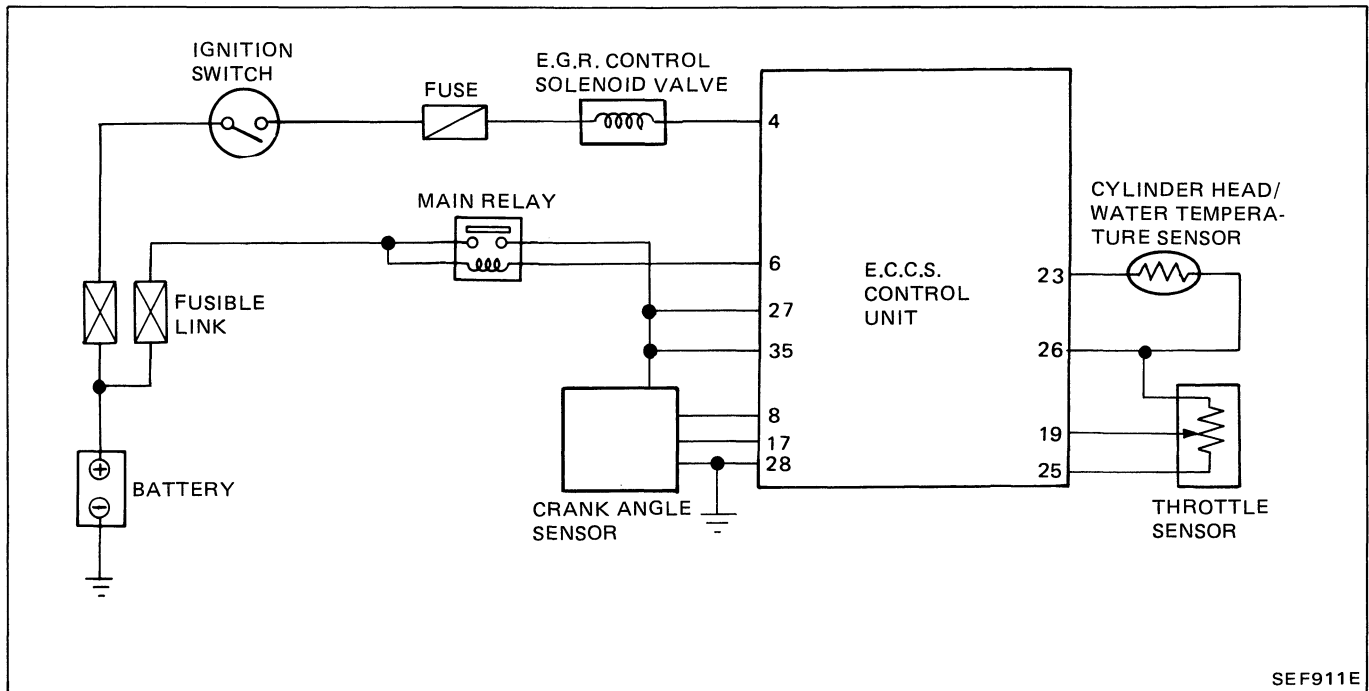 IGNITION
SWITCH
FUSE
E.G.R. CONTROL
SOLENOID VALVE
4
MAIN RELAY
6
27
35
8
17
28
E.C.C.S.
CONTROL
UNIT
CYLINDER HEAD/
WATER TEMPERA-
TURE SENSOR
23
26
19
25
THROTTLE
SENSOR
FUSIBLE
LINK
BATTERY
CRANK ANGLE
SENSOR
SEF911E